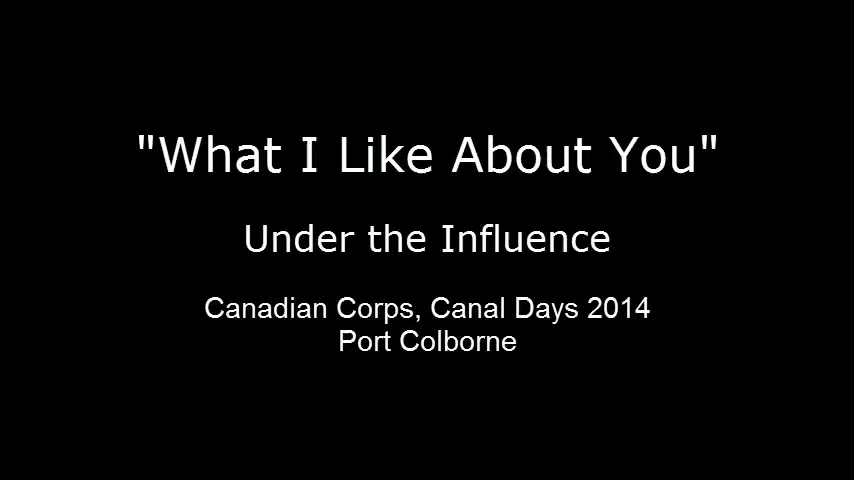 "What I Like About You"
Under the Influence
Canadian Corps, Canal Days 2014
Port Colborne